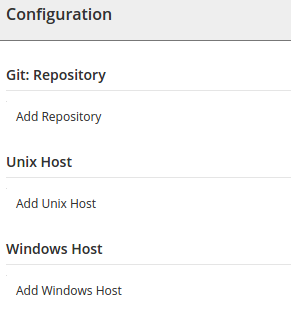 Configuration
Git: Repository
Add Repository
Unix Host
Add Unix Host
Windows Host
Add Windows Host